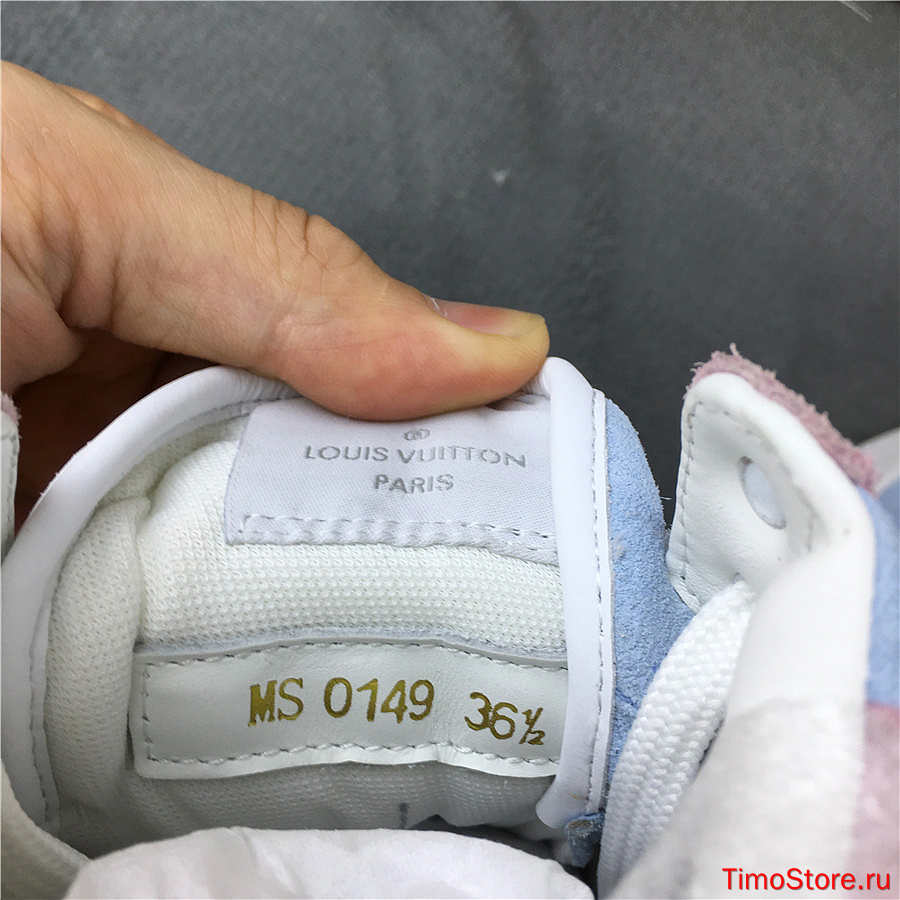 LOUIS VUITTON
PARIS
MS 0149 36½
TimoStore.ru